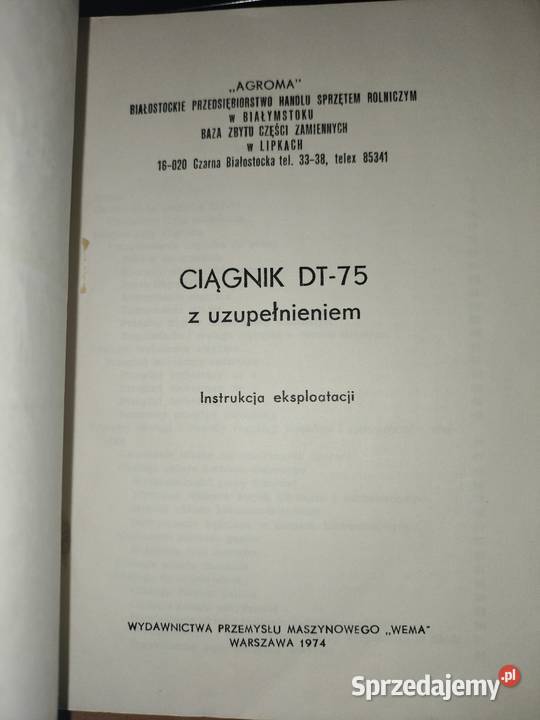 „AGROMA"
BIAŁOSTOCKIE PRZEDSIĘBIORSTWO HANDLU SPRZĘTEM ROLNICZYM
w BIAŁYMSTOKU
BAZA ZBYTU CZĘŚCI ZAMIENNYCH
w LIPKACH
16-020 Czarna Białostocka tel. 33-38, telex 85341
CIĄGNIK DT-75
z uzupełnieniem
Instrukcja eksploatacji
WYDAWNICTWA PRZEMYSŁU MASZYNOWEGO „WEMA"
WARSZAWA 1974
Sprzedajemy.pl